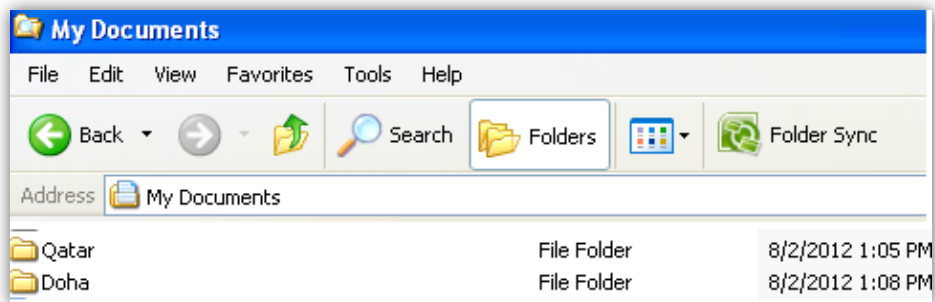 My Documents
File Edit View Favorites Tools Help
Back Search Folders Folder Sync
Address My Documents
Qatar File Folder 8/2/2012 1:05 PM
Doha File Folder 8/2/2012 1:08 PM